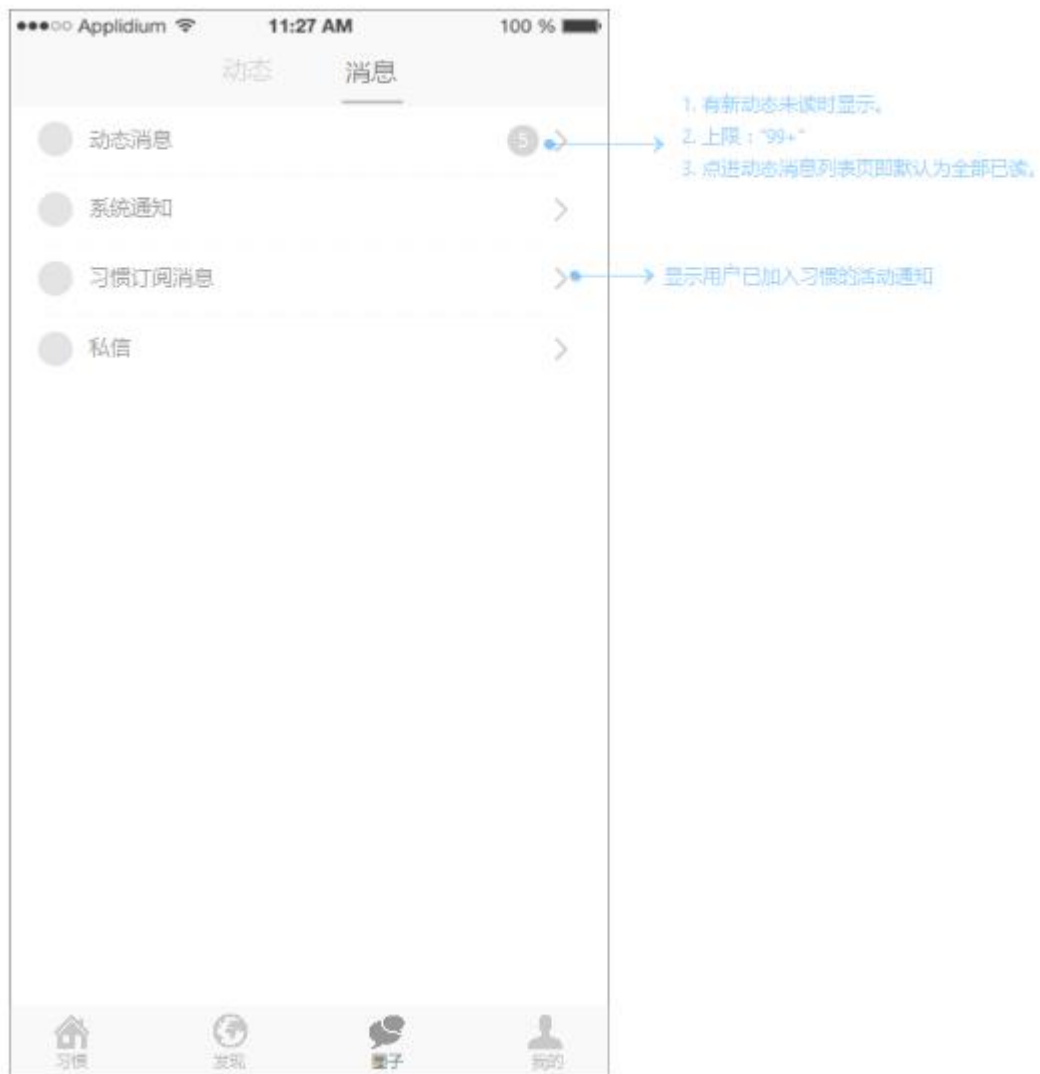 Applidium 11:27 AM 100 %
动态 消息
动态消息 5
系统通知
习惯订阅消息
私信
1. 有新动态未读时显示。
2. 上限："99+"
3. 点进动态消息列表页即默认为全部已读。
显示用户已加入习惯的活动通知
习惯 发现 圈子 我的